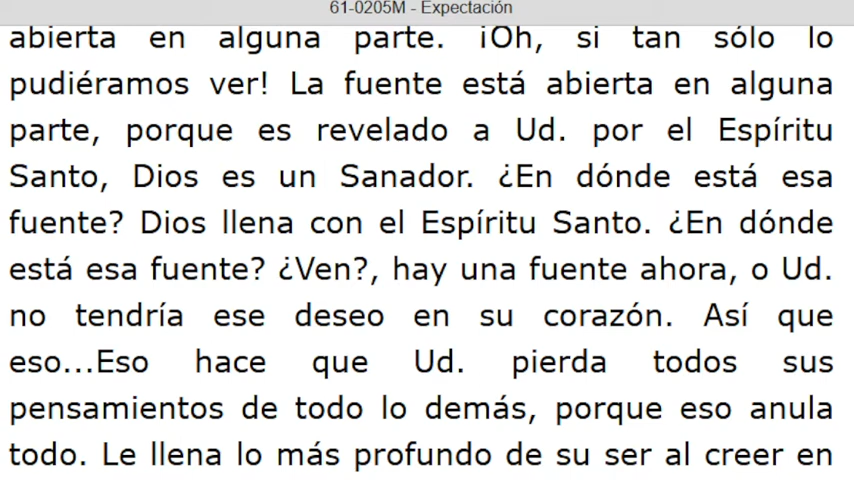 61-0205M - Expectación
abierta en alguna parte. ¡Oh, si tan sólo lo
pudiéramos ver! La fuente está abierta en alguna
parte, porque es revelado a Ud. por el Espíritu
Santo, Dios es un Sanador. ¿En dónde está esa
fuente? Dios llena con el Espíritu Santo. ¿En dónde
está esa fuente? ¿Ven?, hay una fuente ahora, o Ud.
no tendría ese deseo en su corazón. Así que
eso...Eso hace que Ud. pierda todos sus
pensamientos de todo lo demás, porque eso anula
todo. Le llena lo más profundo de su ser al creer en